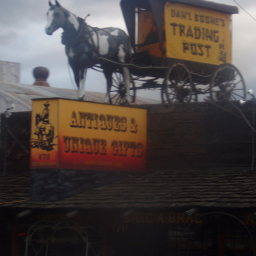 DAN'L BOONE'S
TRADING
POST
ANTIQUES &
UNIQUE GIFTS